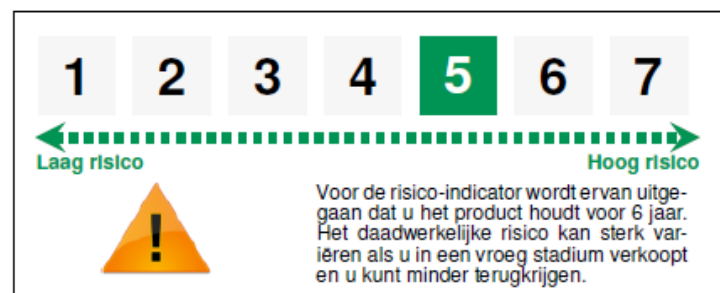 1 2 3 4 5 6 7
Laag risico Hoog risico
!
Voor de risico-indicator wordt ervan uitge-
gaan dat u het product houdt voor 6 jaar.
Het daadwerkelijke risico kan sterk var-
iëren als u in een vroeg stadium verkoopt
en u kunt minder terugkrijgen.